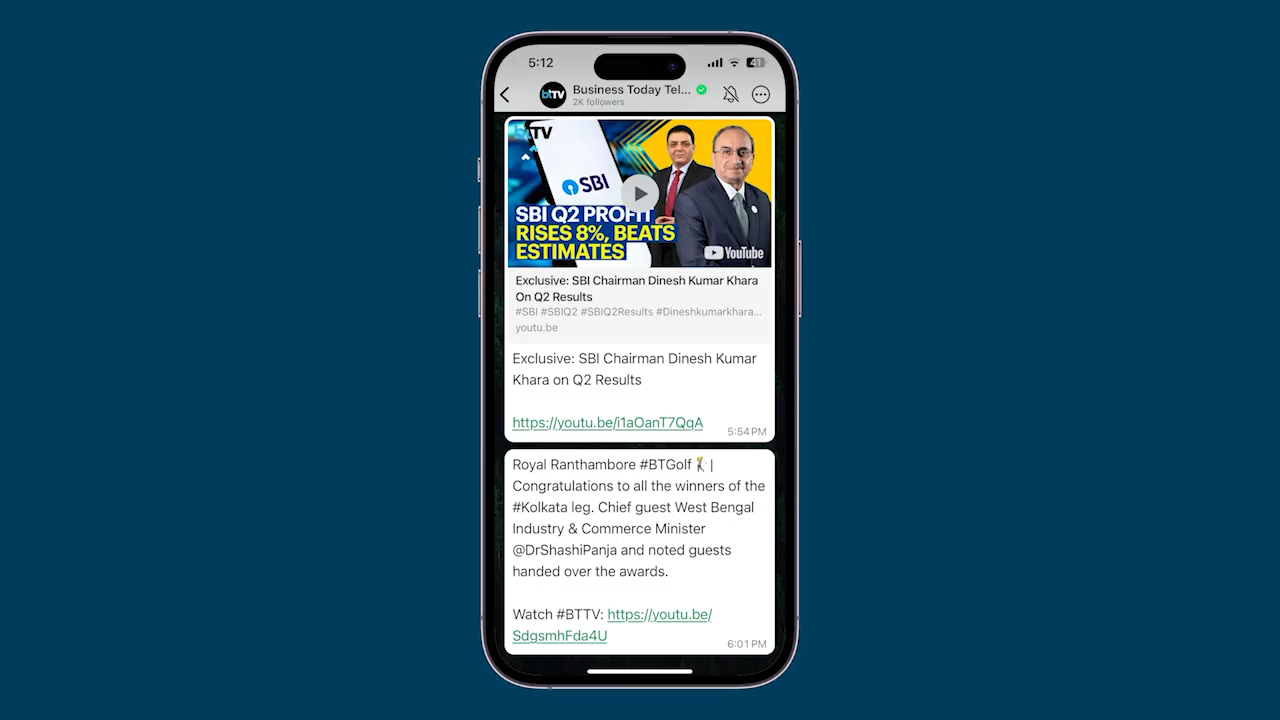 5:12
41
btTV
Business Today Tel...
2K followers
btTV
SBI
SBI Q2 PROFIT
RISES 8%, BEATS
ESTIMATES
YouTube
Exclusive: SBI Chairman Dinesh Kumar Khara
On Q2 Results
#SBI #SBIQ2 #SBIQ2Results #Dineshkumarkhara...
youtu.be
Exclusive: SBI Chairman Dinesh Kumar
Khara on Q2 Results
https://youtu.be/i1aOanT7QqA
5:54 PM
Royal Ranthambore #BTGolf 🏌|
Congratulations to all the winners of the
#Kolkata leg. Chief guest West Bengal
Industry & Commerce Minister
@DrShashiPanja and noted guests
handed over the awards.
Watch #BTTV: https://youtu.be/
SdgsmhFda4U
6:01 PM